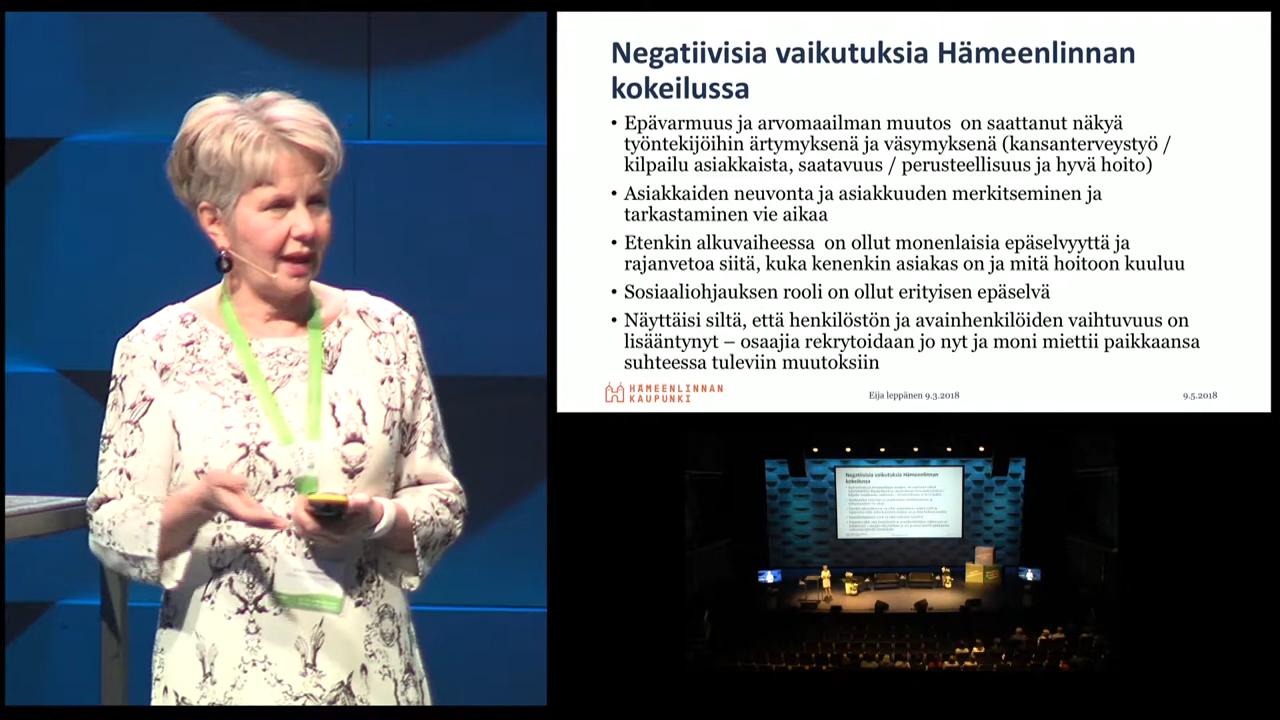 Negatiivisia vaikutuksia Hämeenlinnan
kokeilussa
• Epävarmuus ja arvomaailman muutos on saattanut näkyä
työntekijöihin ärtymyksenä ja väsymyksenä (kansanterveystyö /
kilpailu asiakkaista, saatavuus / perusteellisuus ja hyvä hoito)
• Asiakkaiden neuvonta ja asiakkuuden merkitseminen ja
tarkastaminen vie aikaa
• Etenkin alkuvaiheessa on ollut monenlaisia epäselvyyttä ja
rajanvetoa siitä, kuka kenenkin asiakas on ja mitä hoitoon kuuluu
• Sosiaaliohjauksen rooli on ollut erityisen epäselvä
• Näyttäisi siltä, että henkilöstön ja avainhenkilöiden vaihtuvuus on
lisääntynyt – osaajia rekrytoidaan jo nyt ja moni miettii paikkaansa
suhteessa tuleviin muutoksiin
HÄMEENLINNAN
KAUPUNKI
Eija leppänen 9.3.2018
9.5.2018
Negatiivisia vaikutuksia Hämeenlinnan
kokeilussa